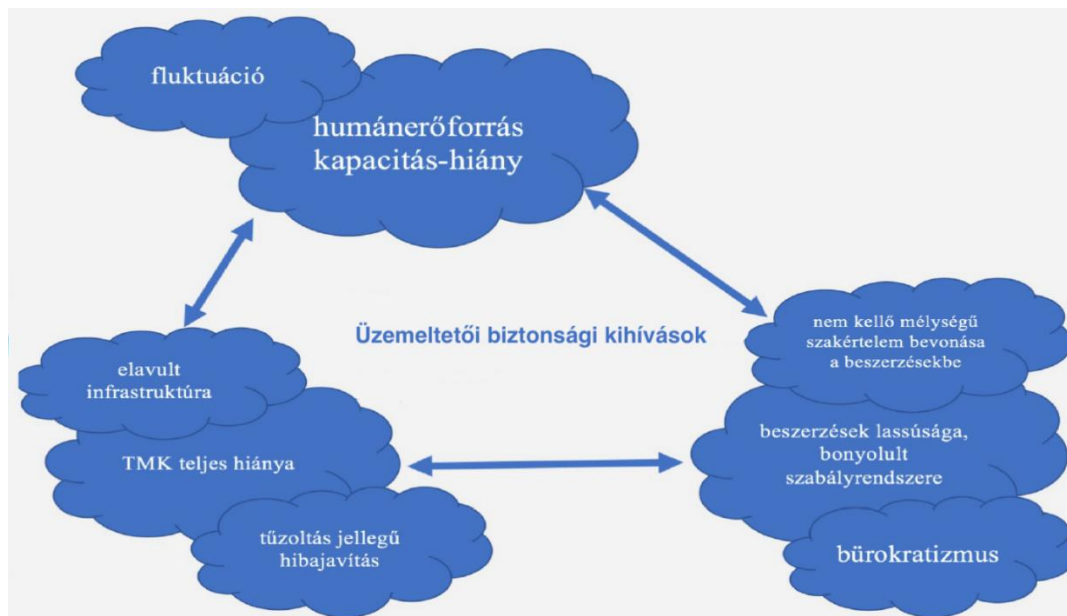 fluktuáció
humánerőforrás
kapacitás-hiány
Üzemeltetői biztonsági kihívások
elavult
infrastruktúra
TMK teljes hiánya
tűzoltás jellegű
hibajavítás
nem kellő mélységű
szakértelem bevonása
a beszerzésekbe
beszerzések lassúsága,
bonyolult
szabályrendszere
bürokratizmus